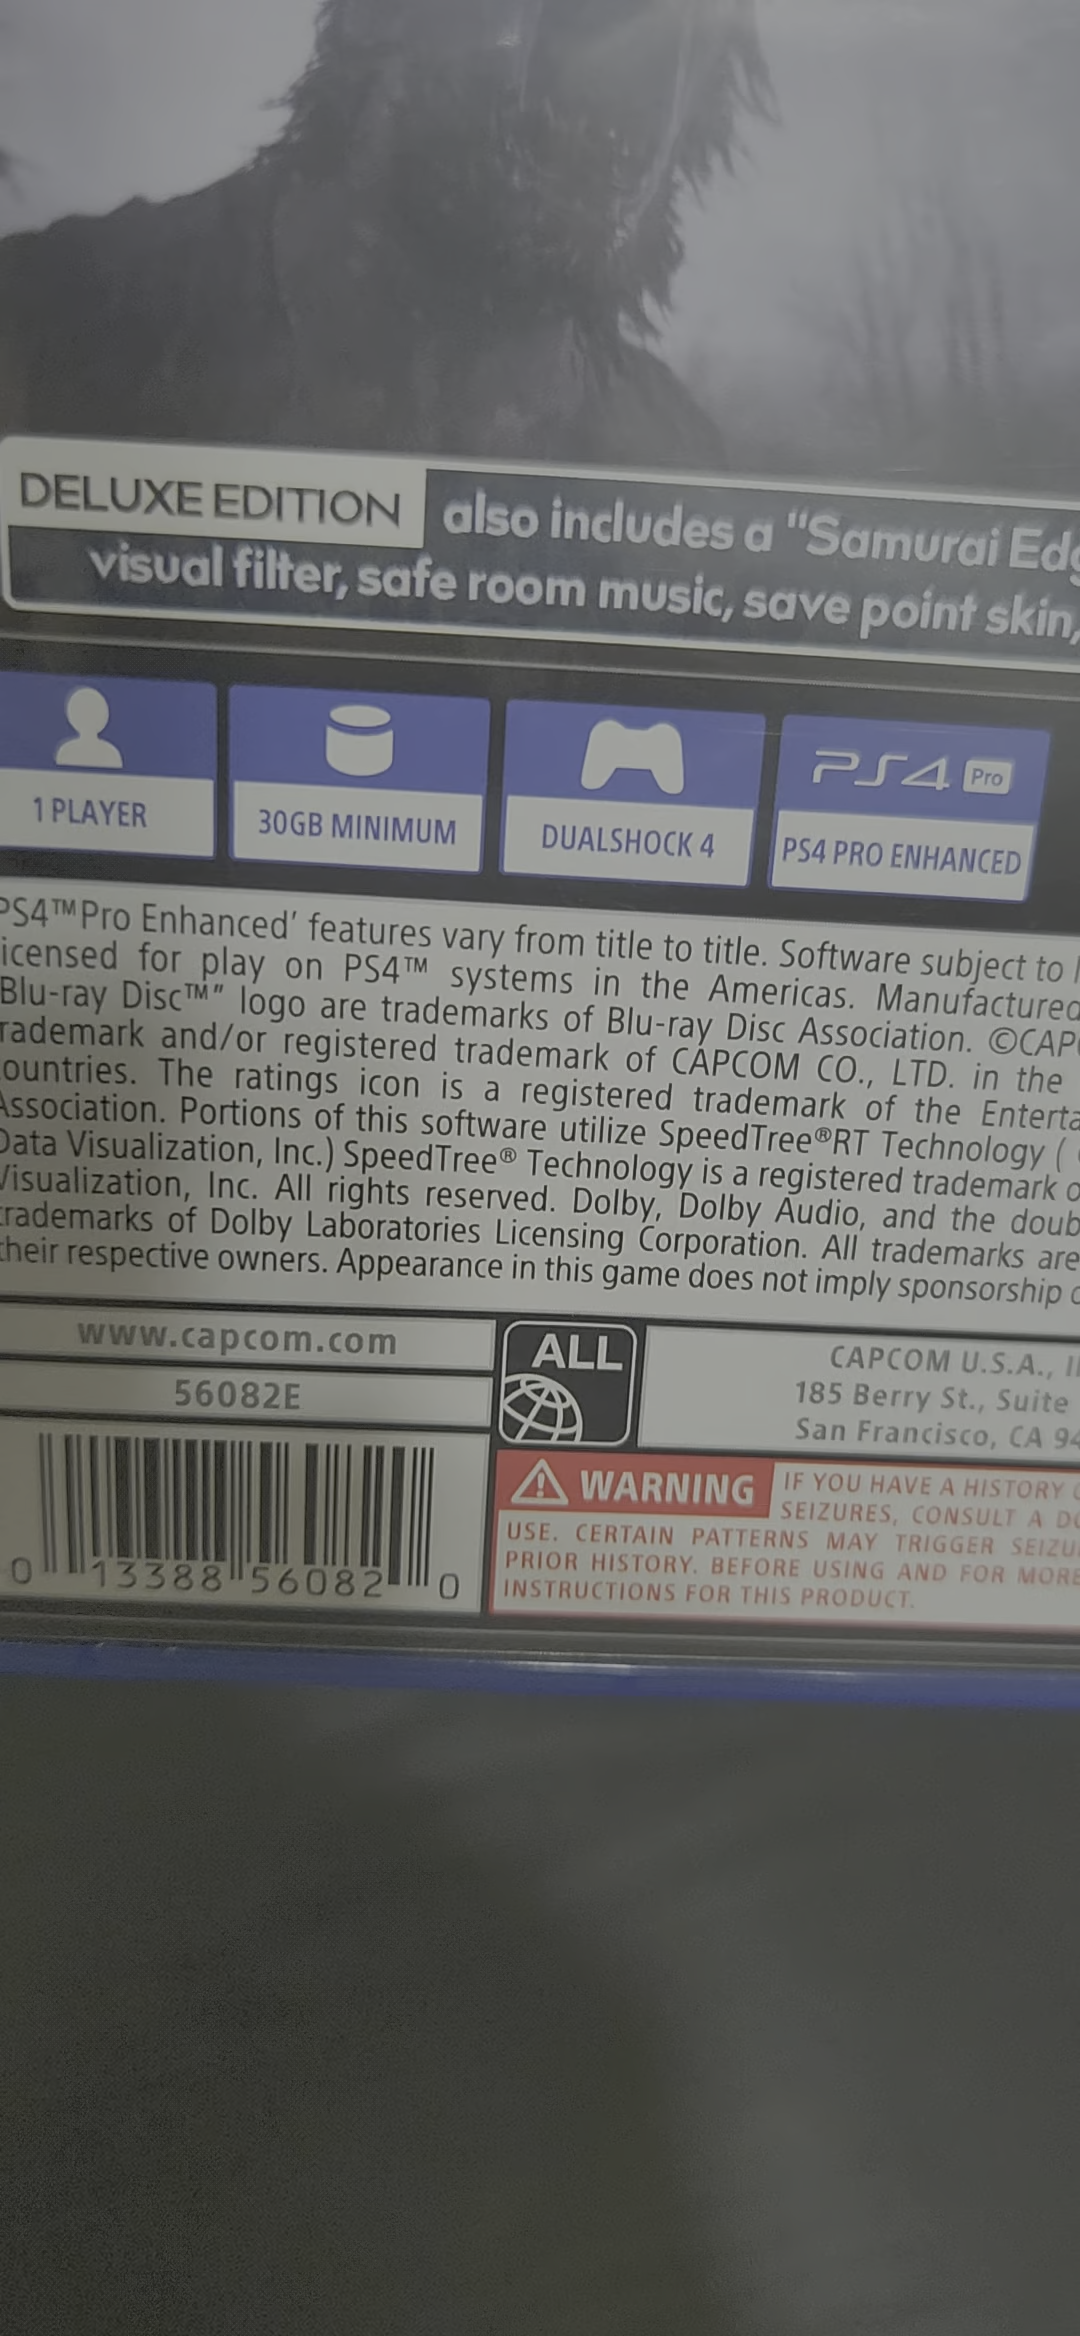 DELUXE EDITION also includes a "Samurai Edg
visual filter, safe room music, save point skin,
PS4 Pro
1 PLAYER
30GB MINIMUM
DUALSHOCK 4
PS4 PRO ENHANCED
PS4™ Pro Enhanced' features vary from title to title. Software subject to
icensed for play on PS4™ systems in the Americas. Manufactured
Blu-ray Disc™" logo are trademarks of Blu-ray Disc Association. ©CAPC
rademark and/or registered trademark of CAPCOM CO., LTD. in the
ountries. The ratings icon is a registered trademark of the Enterta
Association. Portions of this software utilize SpeedTree®RT Technology (
Data Visualization, Inc.) SpeedTree® Technology is a registered trademark o
Visualization, Inc. All rights reserved. Dolby, Dolby Audio, and the doub
trademarks of Dolby Laboratories Licensing Corporation. All trademarks are
their respective owners. Appearance in this game does not imply sponsorship o
www.capcom.com
56082E
0 13388 56082 0
ALL
CAPCOM U.S.A., I
185 Berry St., Suite
San Francisco, CA 94
WARNING IF YOU HAVE A HISTORY O
SEIZURES, CONSULT A DO
USE. CERTAIN PATTERNS MAY TRIGGER SEIZU
PRIOR HISTORY. BEFORE USING AND FOR MORE
INSTRUCTIONS FOR THIS PRODUCT.